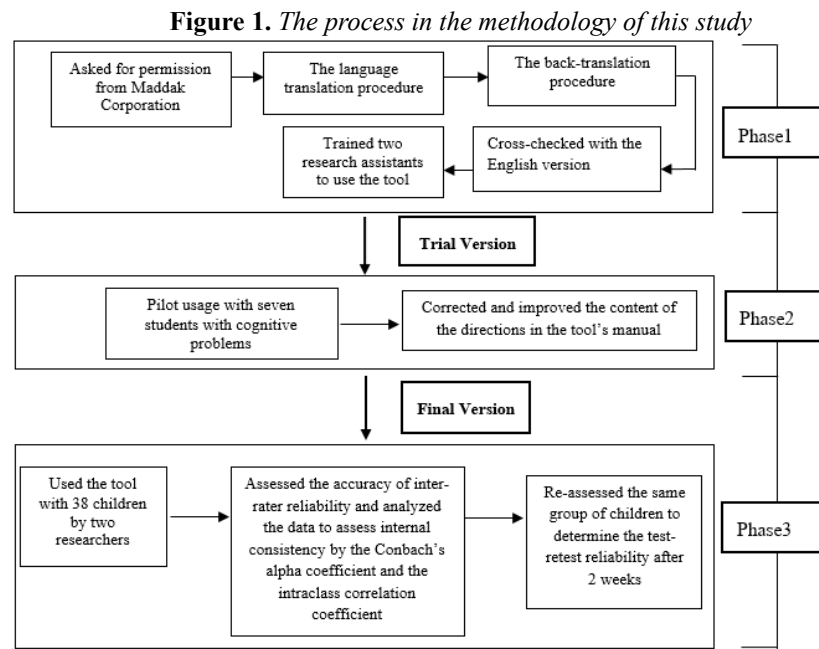 Figure 1. The process in the methodology of this study
Asked for permission
from Maddak
Corporation
The language
translation procedure
The back-translation
procedure
Phase1
Trained two
research assistants
to use the tool
Cross-checked with the
English version
Trial Version
Pilot usage with seven
students with cognitive
problems
Corrected and improved the content of
the directions in the tool's manual
Phase2
Final Version
Used the tool
with 38 children
by two
researchers
Assessed the accuracy of inter-
rater reliability and analyzed
the data to assess internal
consistency by the Conbach's
alpha coefficient and the
intraclass correlation
coefficient
Re-assessed the same
group of children to
determine the test-
retest reliability after
2 weeks
Phase3